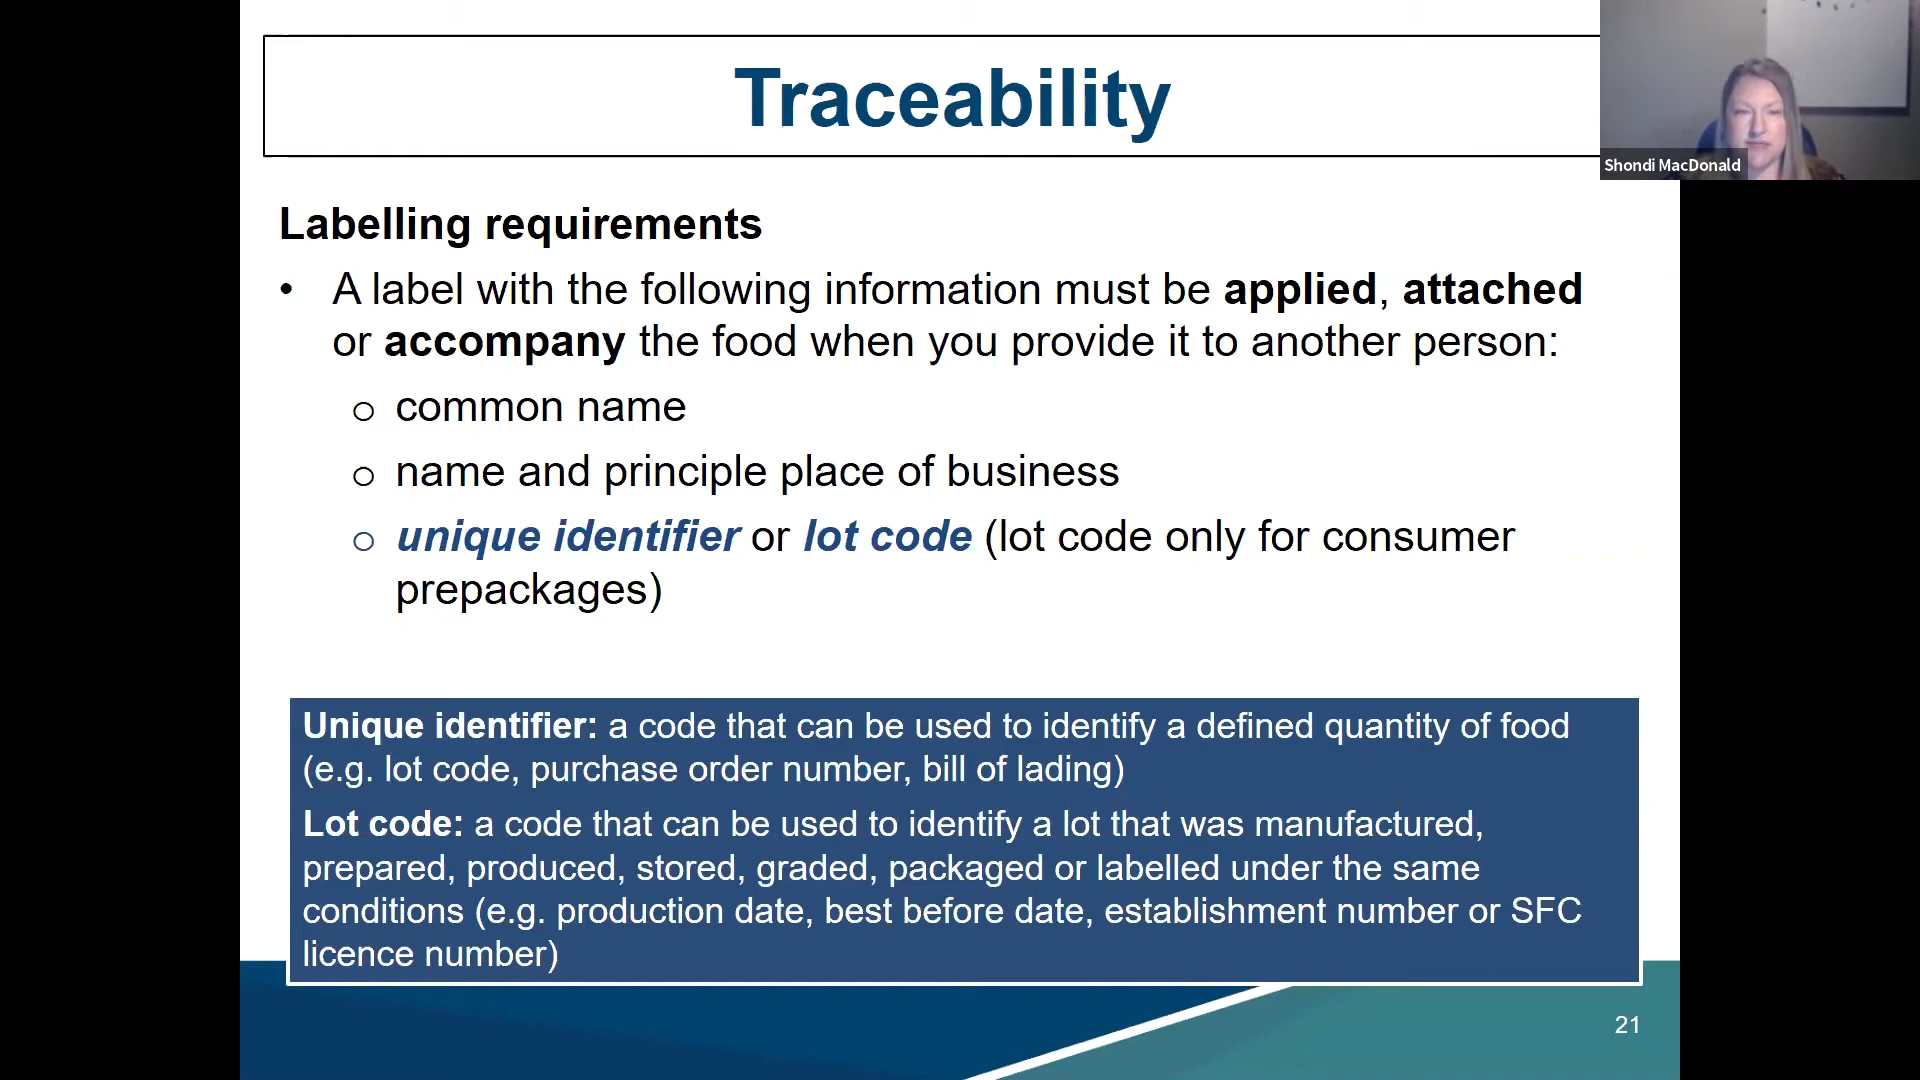 Traceability
Shondi MacDonald
Labelling requirements
• A label with the following information must be applied, attached
or accompany the food when you provide it to another person:
o common name
o name and principle place of business
o unique identifier or lot code (lot code only for consumer
prepackages)
Unique identifier: a code that can be used to identify a defined quantity of food
(e.g. lot code, purchase order number, bill of lading)
Lot code: a code that can be used to identify a lot that was manufactured,
prepared, produced, stored, graded, packaged or labelled under the same
conditions (e.g. production date, best before date, establishment number or SFC
licence number)
21